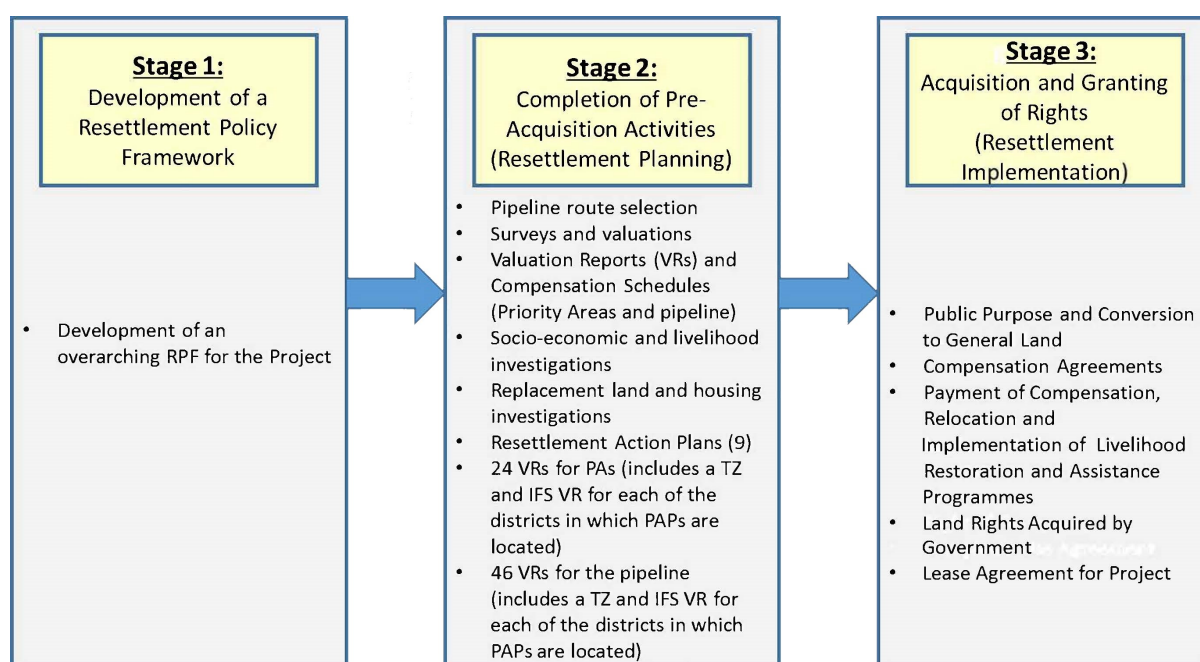 Stage 1:
Development of a
Resettlement Policy
Framework
• Development of an
overarching RPF for the Project
Stage 2:
Completion of Pre-
Acquisition Activities
(Resettlement Planning)
• Pipeline route selection
• Surveys and valuations
• Valuation Reports (VRs) and
Compensation Schedules
(Priority Areas and pipeline)
• Socio-economic and livelihood
investigations
• Replacement land and housing
investigations
• Resettlement Action Plans (9)
• 24 VRs for PAs (includes a TZ
and IFS VR for each of the
districts in which PAPs are
located)
• 46 VRs for the pipeline
(includes a TZ and IFS VR for
each of the districts in which
PAPs are located)
Stage 3:
Acquisition and Granting
of Rights
(Resettlement
Implementation)
• Public Purpose and Conversion
to General Land
• Compensation Agreements
• Payment of Compensation,
Relocation and
Implementation of Livelihood
Restoration and Assistance
Programmes
• Land Rights Acquired by
Government
• Lease Agreement for Project